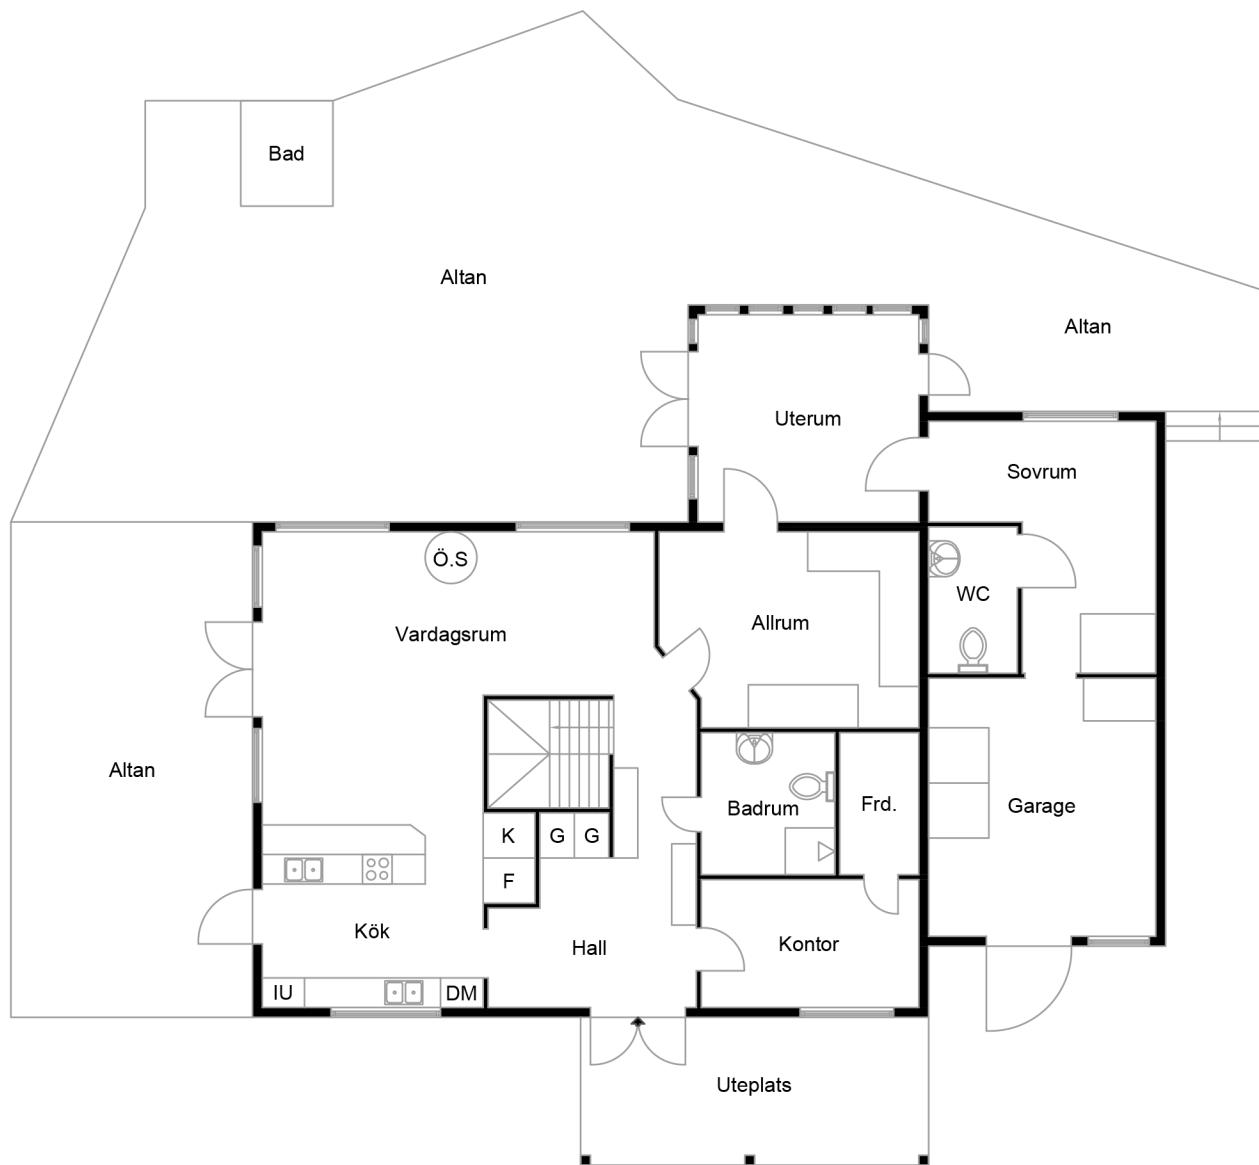 Bad
Altan
Altan
Uterum
Sovrum
Ö.S
WC
Allrum
Vardagsrum
Altan
Garage
Frd.
Badrum
K
G
G
F
Kök
Hall
Kontor
IU
DM
Uteplats